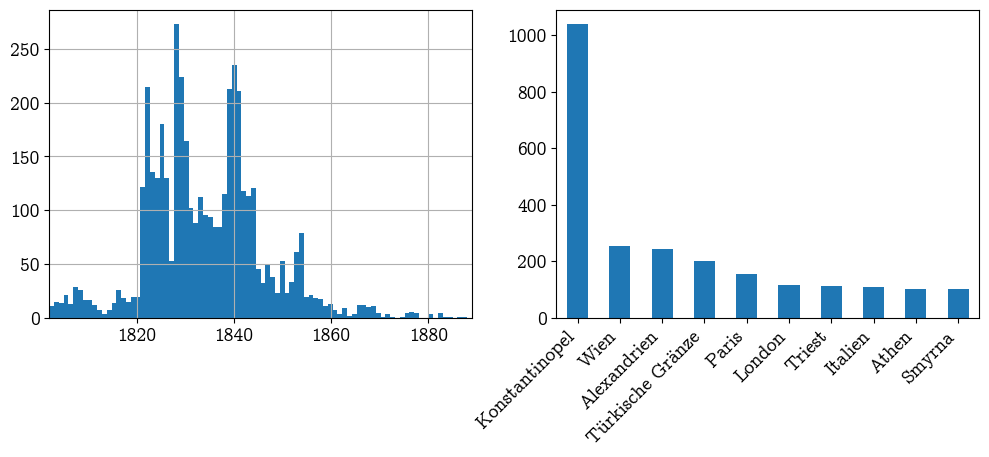 250
200
150
100
50
0
1820 1840 1860 1880
1000
800
600
400
200
0
Konstantinopel
Wien
Alexandrien
Türkische Gränze
Paris
London
Triest
Italien
Athen
Smyrna